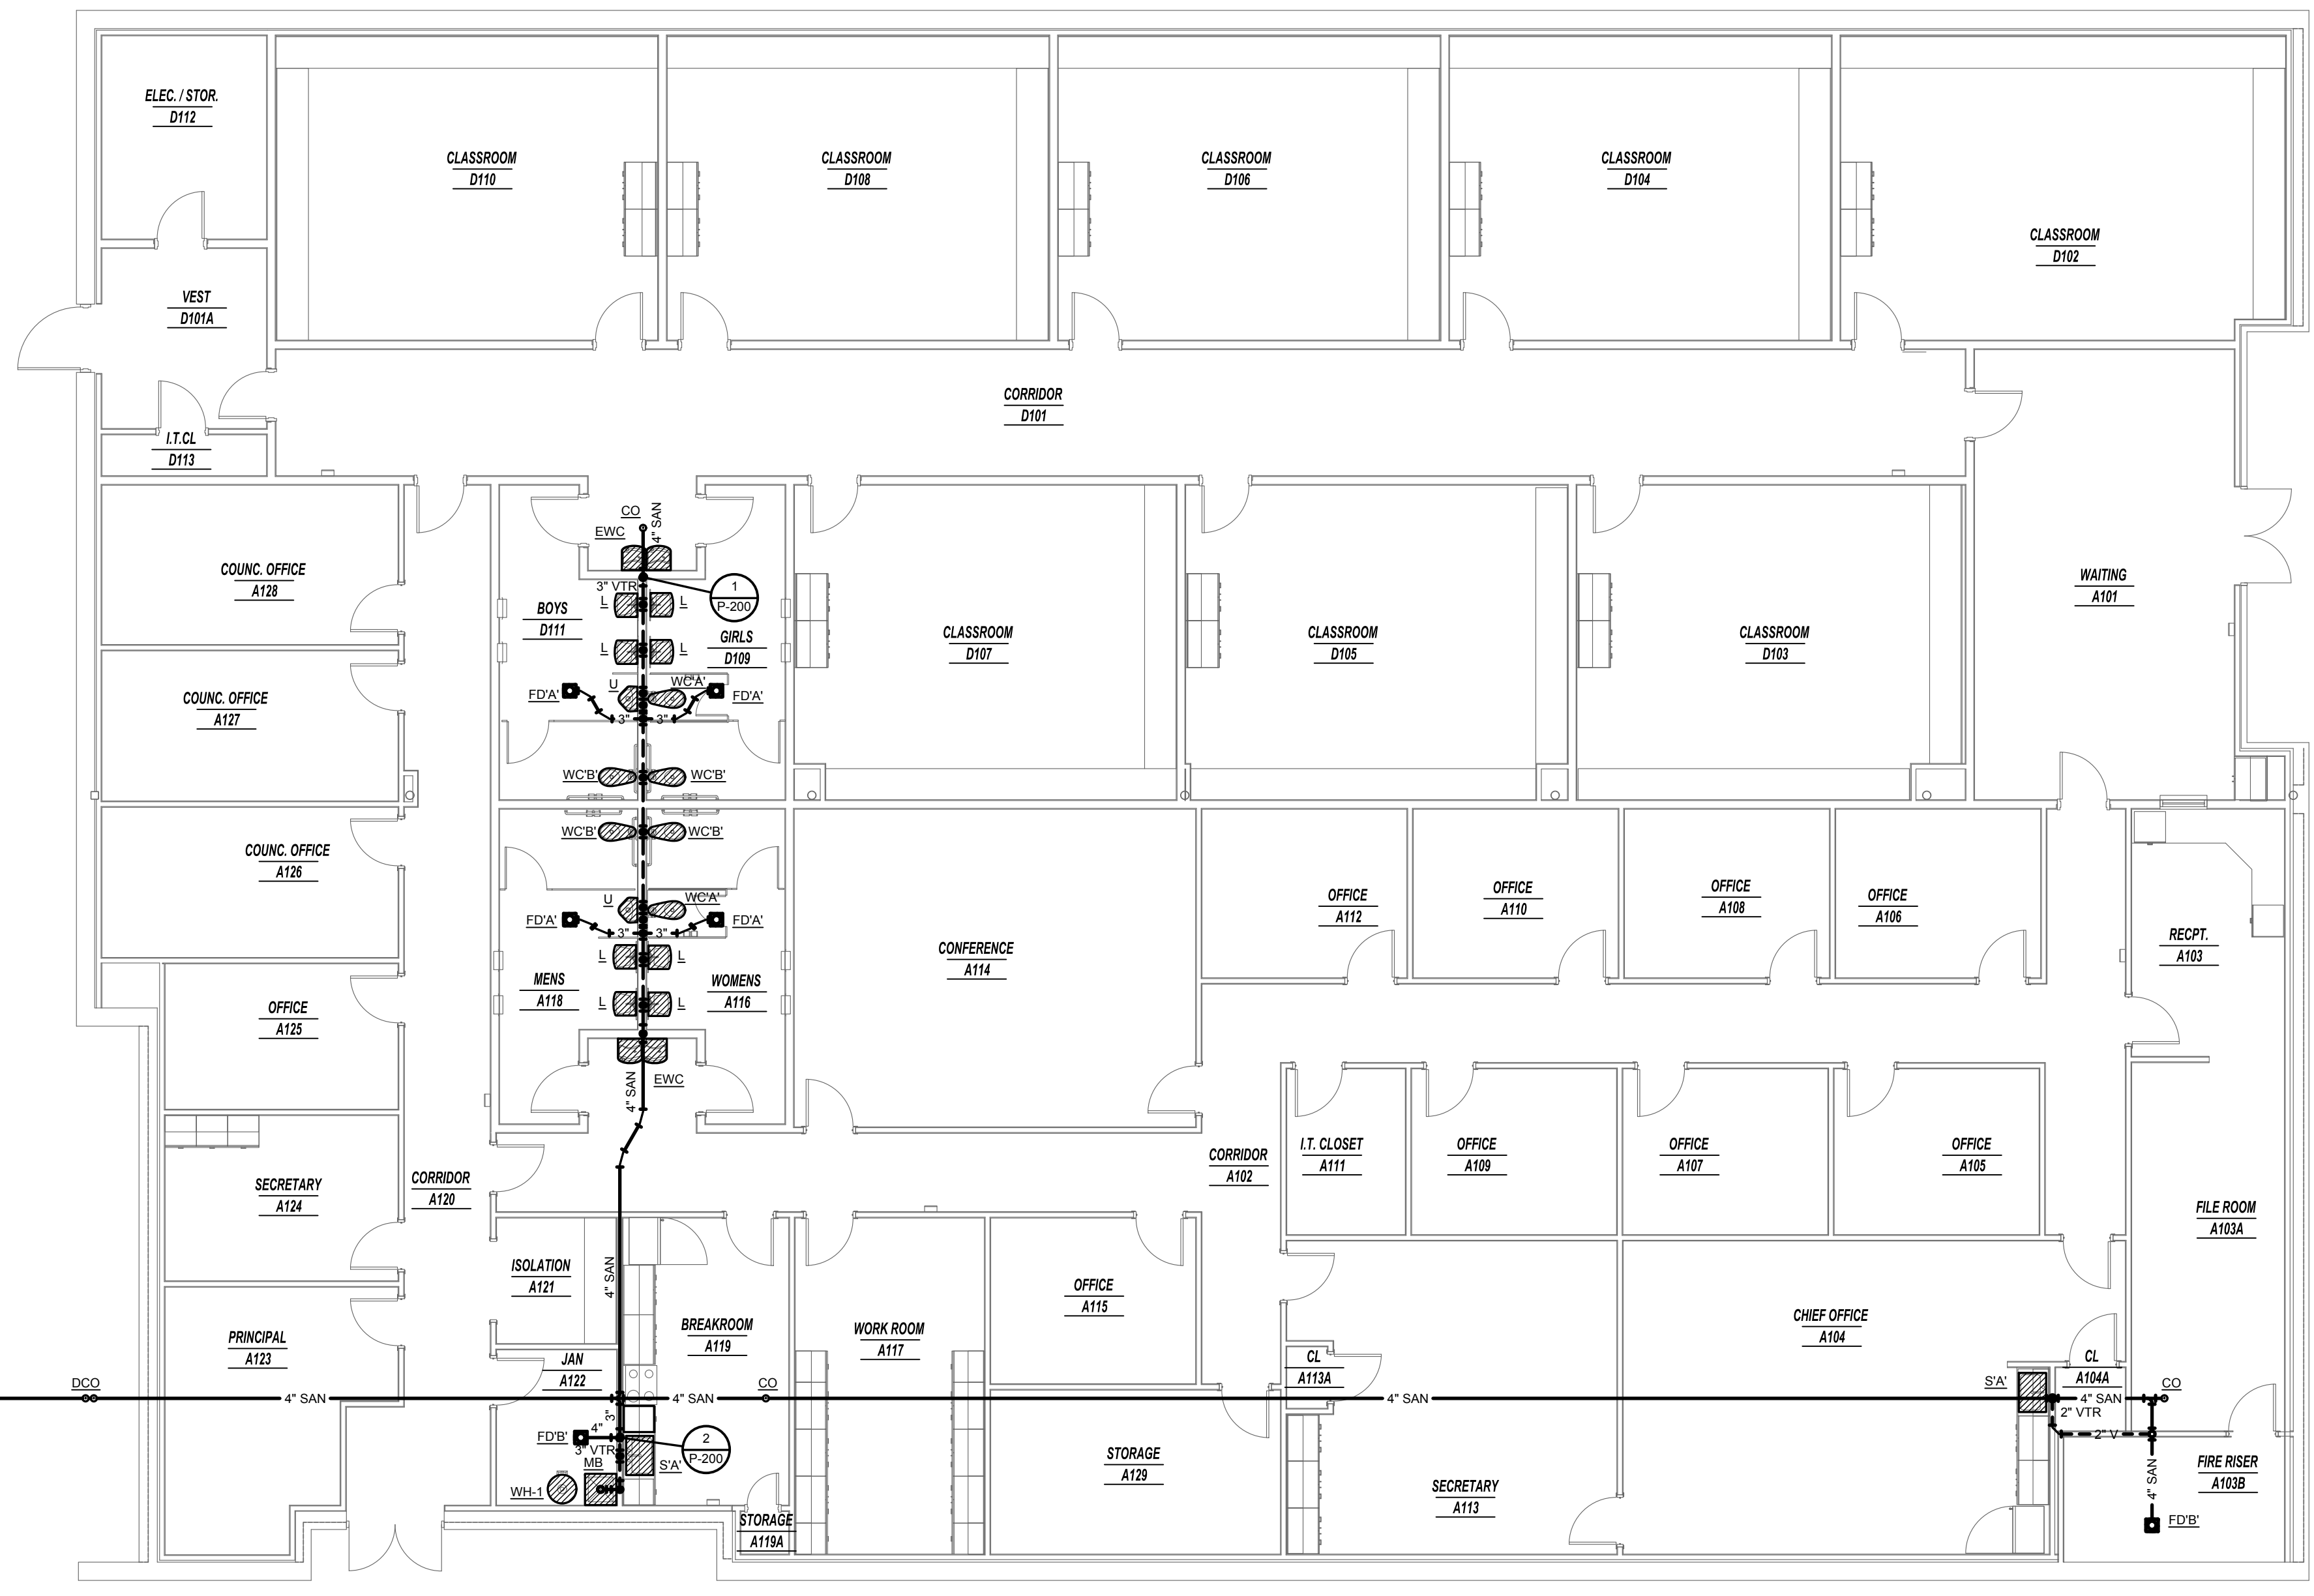 ELEC. / STOR.
D112
CLASSROOM
D110
CLASSROOM
D108
CLASSROOM
D106
CLASSROOM
D104
CLASSROOM
D102
VEST
D101A
CORRIDOR
D101
I.T.CL
D113
CO
4" SAN
EWC
3" VTR
1
P-200
COUNC. OFFICE
A128
BOYS
D111
L
L
GIRLS
D109
L
L
CLASSROOM
D107
CLASSROOM
D105
CLASSROOM
D103
WAITING
A101
COUNC. OFFICE
A127
FD'A'
U
WC'A'
FD'A'
3"
3"
WC'B'
WC'B'
WC'B'
WC'B'
COUNC. OFFICE
A126
U
WC'A'
FD'A'
FD'A'
3"
3"
L
L
CONFERENCE
A114
OFFICE
A112
OFFICE
A110
OFFICE
A108
OFFICE
A106
RECPT.
A103
OFFICE
A125
MENS
A118
L
L
WOMENS
A116
4" SAN
EWC
SECRETARY
A124
CORRIDOR
A120
CORRIDOR
A102
I.T. CLOSET
A111
OFFICE
A109
OFFICE
A107
OFFICE
A105
FILE ROOM
A103A
ISOLATION
A121
4" SAN
BREAKROOM
A119
WORK ROOM
A117
OFFICE
A115
CHIEF OFFICE
A104
PRINCIPAL
A123
JAN
A122
CL
A113A
CL
A104A
DCO
4" SAN
4" SAN
CO
4" SAN
S'A'
4" SAN
CO
2" VTR
2" V
3"
4"
FD'B'
3" VTR
MB
WH-1
S'A'
2
P-200
STORAGE
A129
SECRETARY
A113
FIRE RISER
A103B
4" SAN
FD'B'
STORAGE
A119A